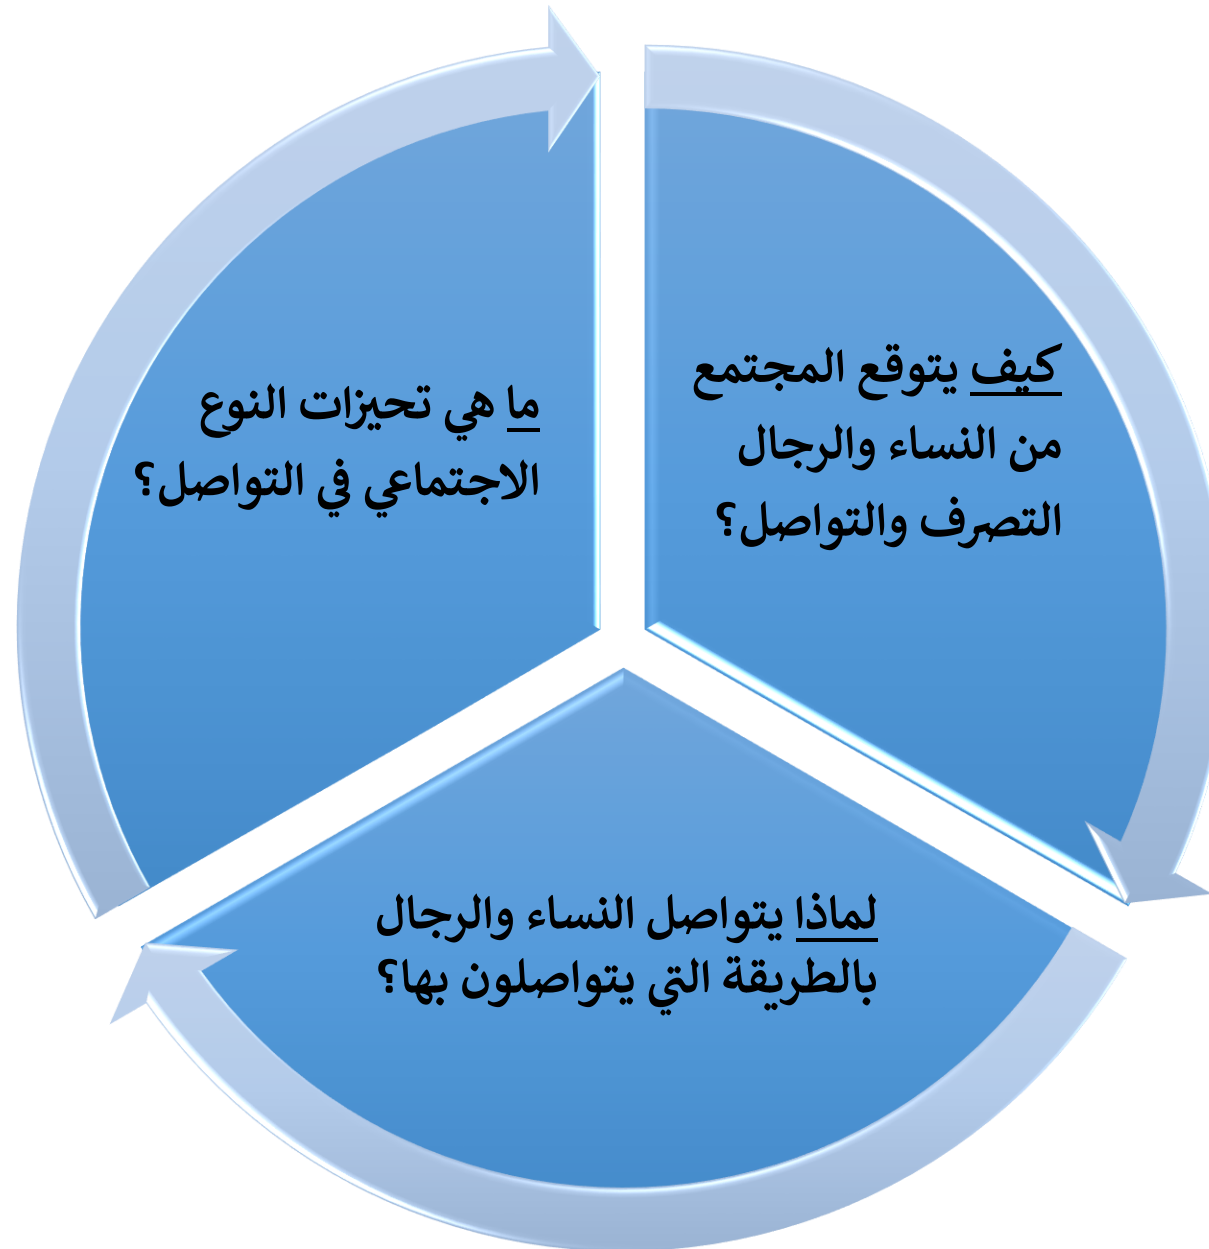 كيف يتوقع المجتمع
من النساء والرجال
التصرف والتواصل؟
لماذا يتواصل النساء والرجال
بالطريقة التي يتواصلون بها؟
ما هي تحيزات النوع
الاجتماعي في التواصل؟